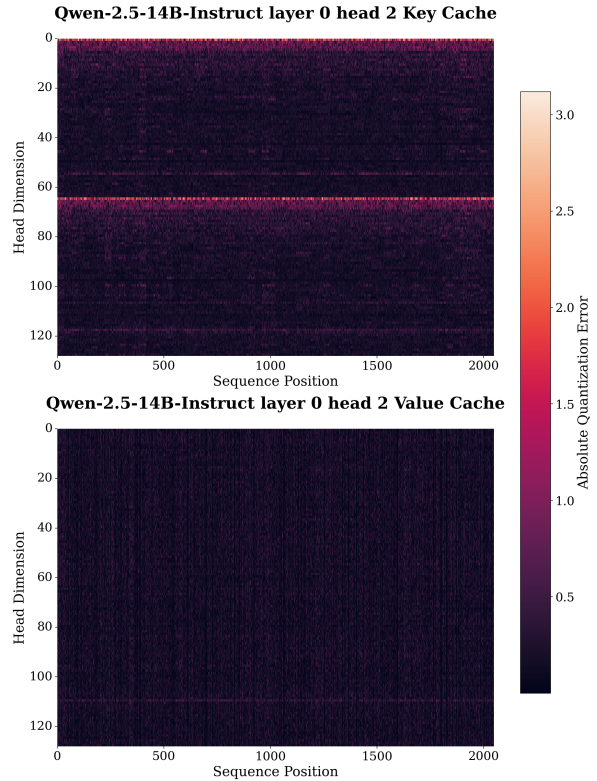 Qwen-2.5-14B-Instruct layer 0 head 2 Key Cache
0
20
40
60
80
100
120
Head Dimension
0 500 1000 1500 2000
Sequence Position
Qwen-2.5-14B-Instruct layer 0 head 2 Value Cache
0
20
40
60
80
100
120
Head Dimension
0 500 1000 1500 2000
Sequence Position
3.0
2.5
2.0
1.5
1.0
0.5
Absolute Quantization Error